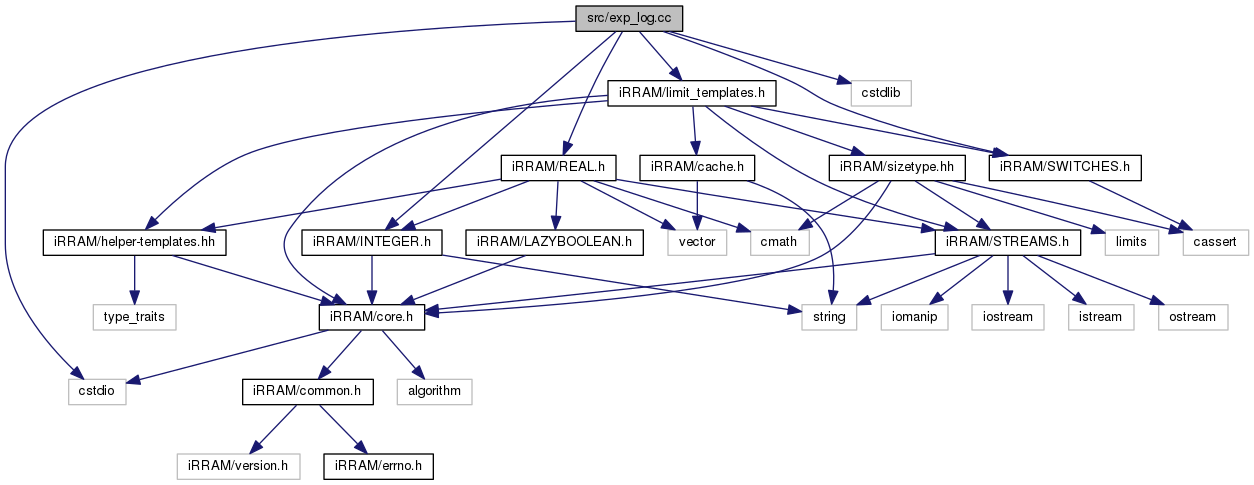 src/exp_log.cc
iRRAM/limit_templates.h
cstdlib
iRRAM/REAL.h
iRRAM/cache.h
iRRAM/sizetype.hh
iRRAM/SWITCHES.h
iRRAM/helper-templates.hh
iRRAM/INTEGER.h
iRRAM/LAZYBOOLEAN.h
vector
cmath
iRRAM/STREAMS.h
limits
cassert
type_traits
iRRAM/core.h
string
iomanip
iostream
istream
ostream
cstdio
iRRAM/common.h
algorithm
iRRAM/version.h
iRRAM/errno.h